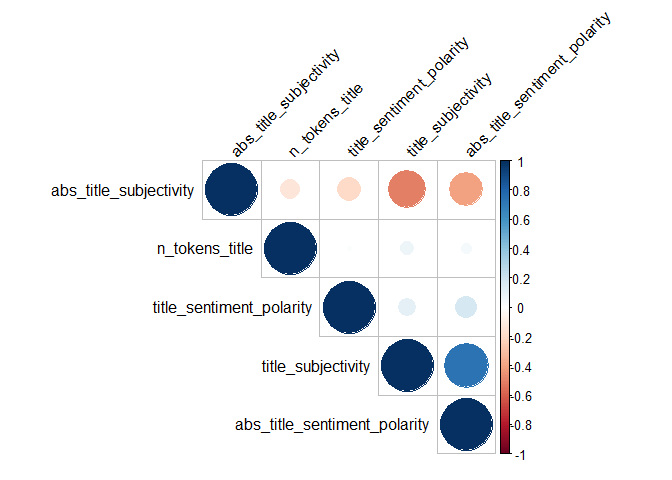 abs_title_subjectivity
n_tokens_title
title_sentiment_polarity
title_subjectivity
abs_title_sentiment_polarity
abs_title_subjectivity
n_tokens_title
title_sentiment_polarity
title_subjectivity
abs_title_sentiment_polarity
1
0.8
0.6
0.4
0.2
0
-0.2
-0.4
-0.6
-0.8
-1